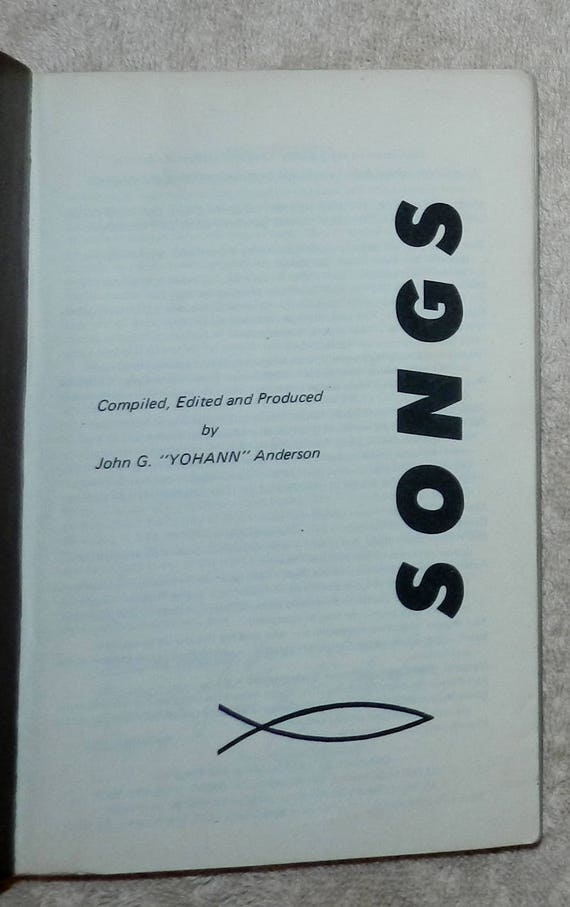 Compiled, Edited and Produced
by
John G. “YOHANN” Anderson
SONGS